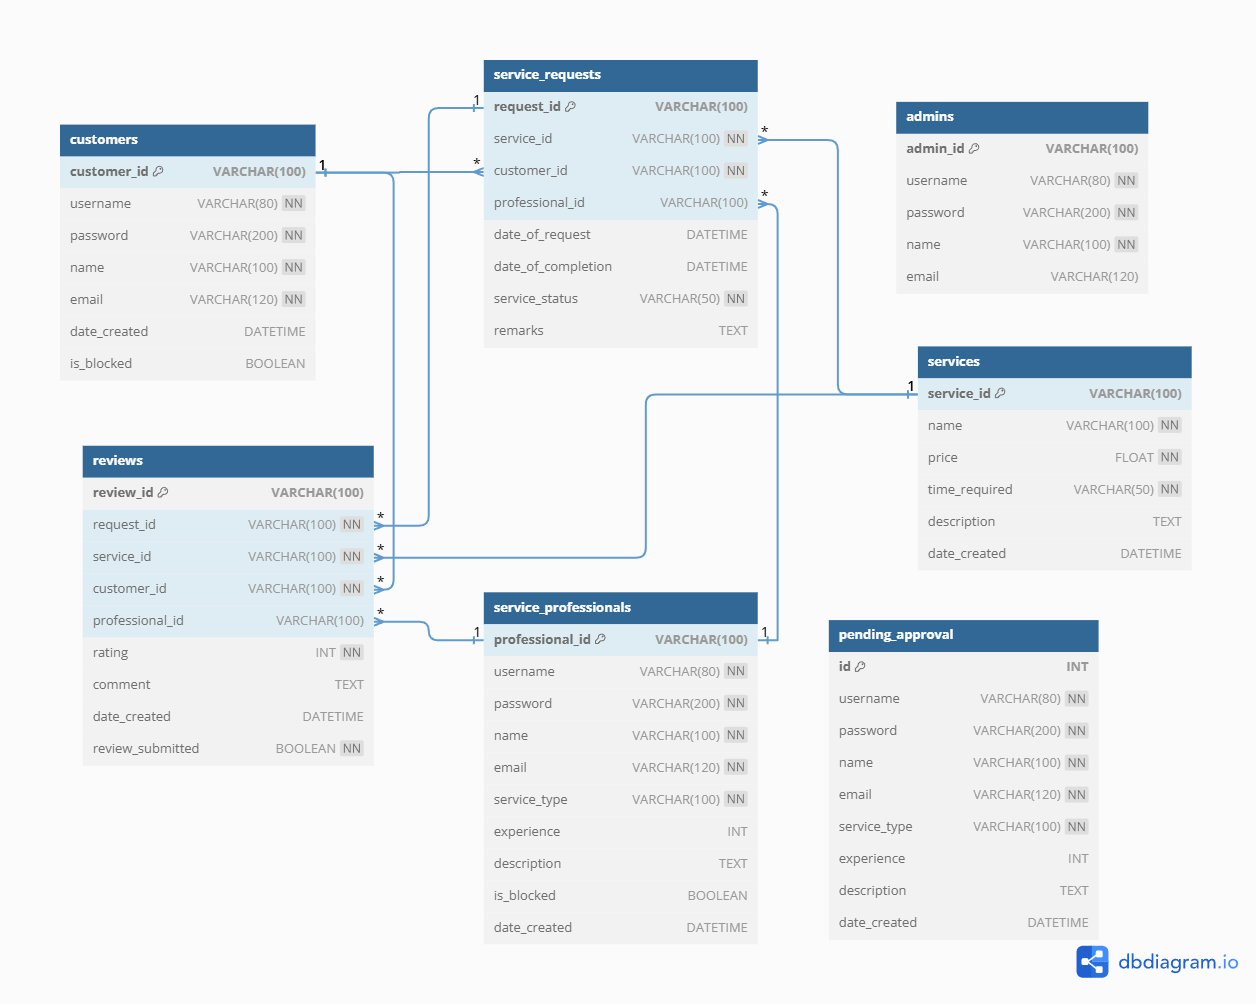 service_requests
request_id VARCHAR(100)
service_id VARCHAR(100) NN
customer_id VARCHAR(100) NN
professional_id VARCHAR(100)
date_of_request DATETIME
date_of_completion DATETIME
service_status VARCHAR(50) NN
remarks TEXT
1
*
*
*
admins
admin_id VARCHAR(100)
username VARCHAR(80) NN
password VARCHAR(200) NN
name VARCHAR(100) NN
email VARCHAR(120)
customers
customer_id VARCHAR(100)
username VARCHAR(80) NN
password VARCHAR(200) NN
name VARCHAR(100) NN
email VARCHAR(120) NN
date_created DATETIME
is_blocked BOOLEAN
1
services
service_id VARCHAR(100)
name VARCHAR(100) NN
price FLOAT NN
time_required VARCHAR(50) NN
description TEXT
date_created DATETIME
1
reviews
review_id VARCHAR(100)
request_id VARCHAR(100) NN
service_id VARCHAR(100) NN
customer_id VARCHAR(100) NN
professional_id VARCHAR(100)
rating INT NN
comment TEXT
date_created DATETIME
review_submitted BOOLEAN NN
*
*
*
*
service_professionals
professional_id VARCHAR(100)
username VARCHAR(80) NN
password VARCHAR(200) NN
name VARCHAR(100) NN
email VARCHAR(120) NN
service_type VARCHAR(100) NN
experience INT
description TEXT
is_blocked BOOLEAN
date_created DATETIME
1
1
pending_approval
id INT
username VARCHAR(80) NN
password VARCHAR(200) NN
name VARCHAR(100) NN
email VARCHAR(120) NN
service_type VARCHAR(100) NN
experience INT
description TEXT
date_created DATETIME
dbdiagram.io